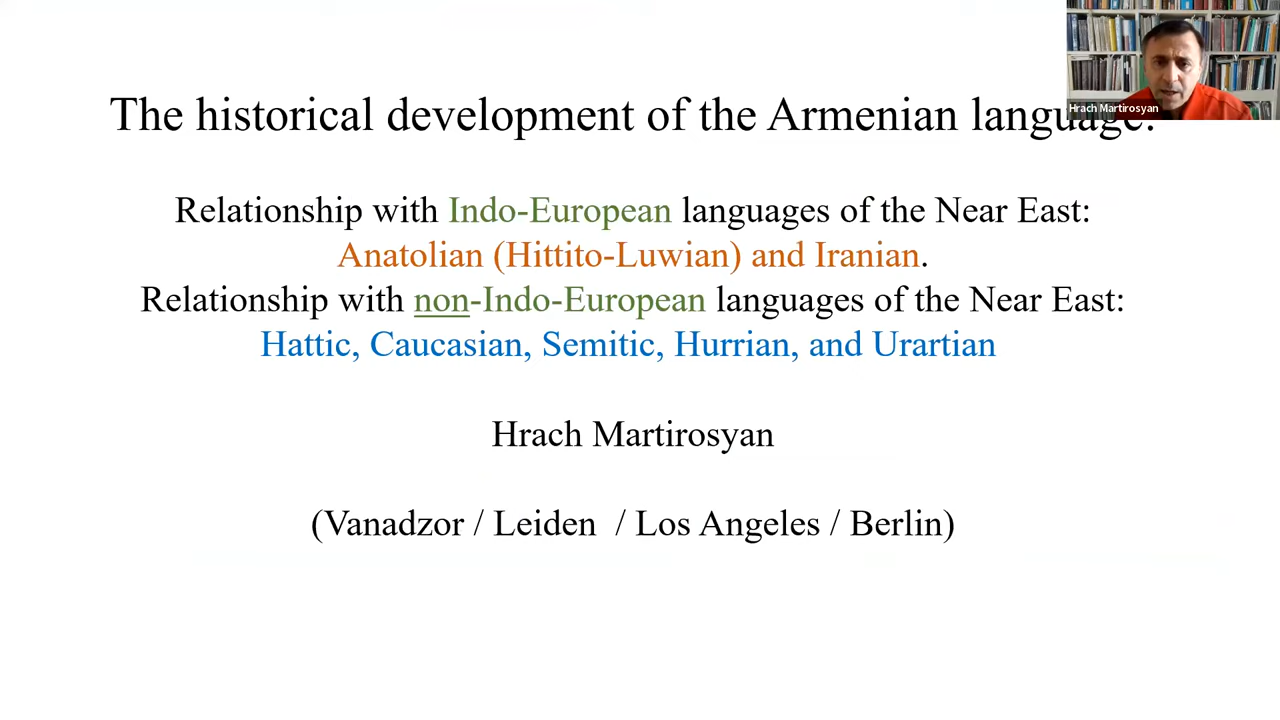 The historical development of the Armenian language.
Hrach Martirosyan
Relationship with Indo-European languages of the Near East:
Anatolian (Hittito-Luwian) and Iranian.
Relationship with non-Indo-European languages of the Near East:
Hattic, Caucasian, Semitic, Hurrian, and Urartian
Hrach Martirosyan
(Vanadzor / Leiden / Los Angeles / Berlin)